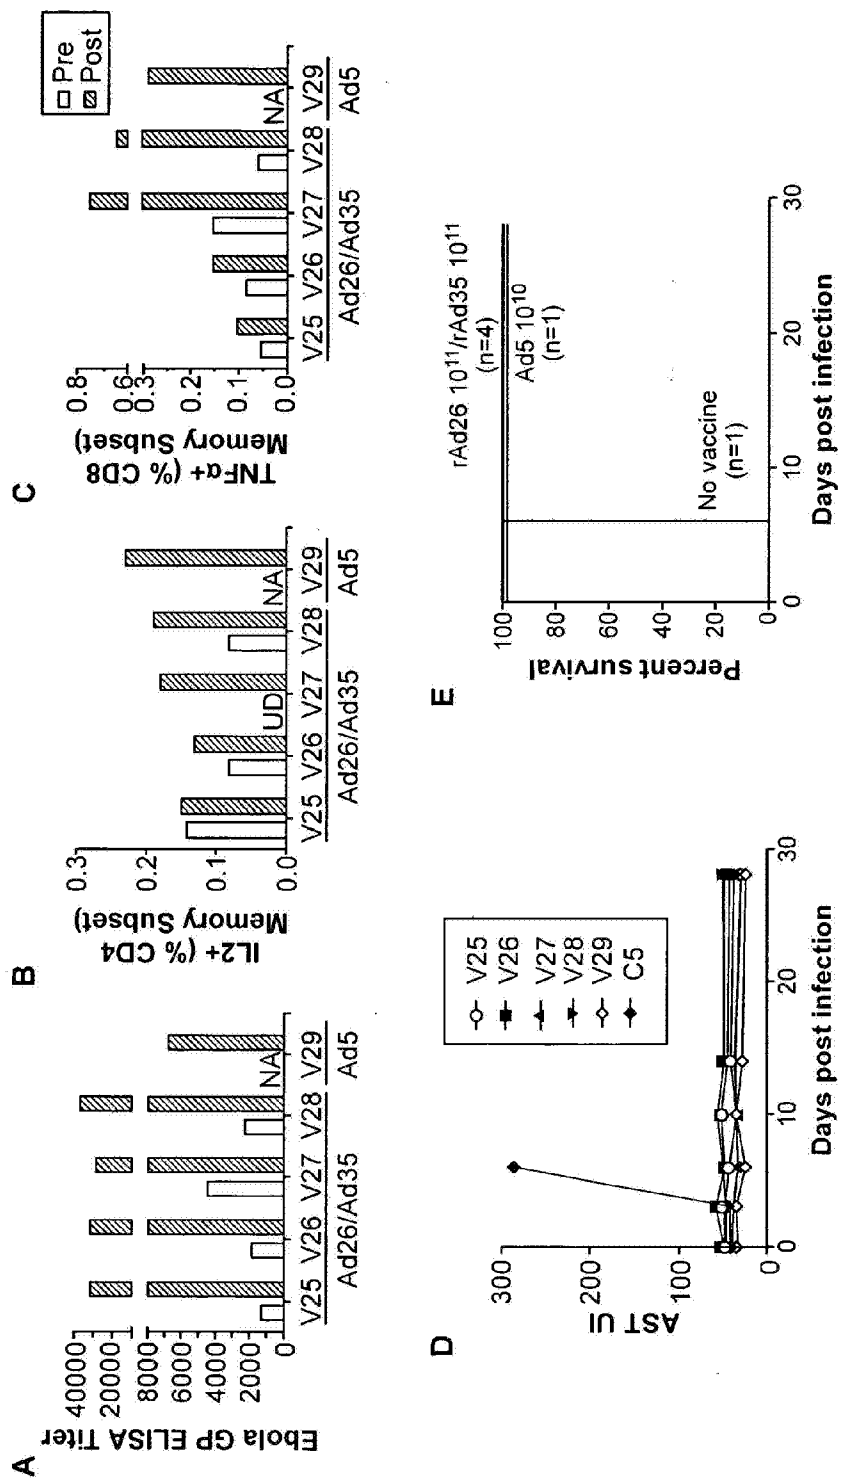 A
Ebola GP ELISA Titer
40000
20000
8000
6000
4000
2000
0
V25
V26
V27
V28
NA
V29
Ad26/Ad35
Ad5
B
IL2+ (% CD4
Memory Subset)
0.3
0.2
0.1
0.0
V25
V26
UD
V27
V28
NA
V29
Ad26/Ad35
Ad5
C
TNFα+ (% CD8
Memory Subset)
0.8
0.6
0.3
0.2
0.1
0.0
V25
V26
V27
V28
NA
V29
Ad26/Ad35
Ad5
Pre
Post
D
AST UI
300
200
100
0
0
10
20
30
Days post infection
V25
V26
V27
V28
V29
C5
E
Percent survival
100
80
60
40
20
0
0
10
20
30
Days post infection
rAd26 10¹¹/rAd35 10¹¹
(n=4)
Ad5 10¹⁰
(n=1)
No vaccine
(n=1)